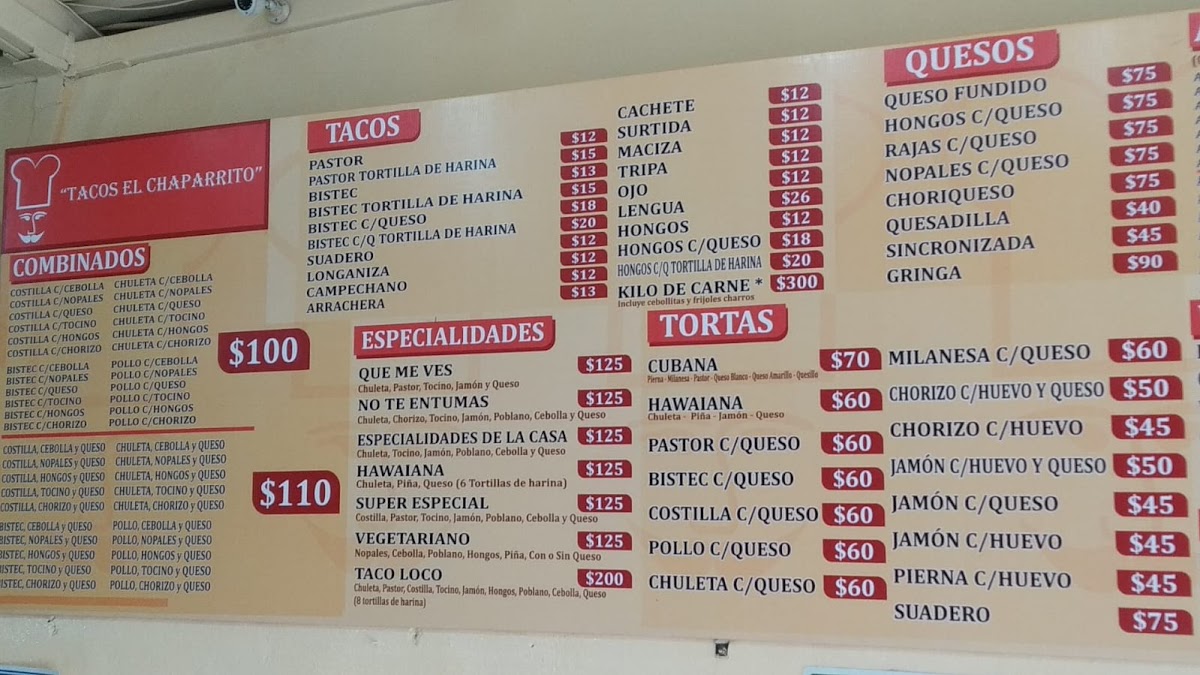 "TACOS EL CHAPARRITO"
COMBINADOS
COSTILLA C/CEBOLLA CHULETA C/CEBOLLA
COSTILLA C/NOPALES CHULETA C/NOPALES
COSTILLA C/QUESO CHULETA C/QUESO
COSTILLA C/TOCINO CHULETA C/TOCINO
COSTILLA C/HONGOS CHULETA C/HONGOS
COSTILLA C/CHORIZO CHULETA C/CHORIZO
BISTEC C/CEBOLLA POLLO C/CEBOLLA
BISTEC C/NOPALES POLLO C/NOPALES
BISTEC C/QUESO POLLO C/QUESO
BISTEC C/TOCINO POLLO C/TOCINO
BISTEC C/HONGOS POLLO C/HONGOS
BISTEC C/CHORIZO POLLO C/CHORIZO
$100
COSTILLA, CEBOLLA y QUESO CHULETA, CEBOLLA y QUESO
COSTILLA, NOPALES y QUESO CHULETA, NOPALES y QUESO
COSTILLA, HONGOS y QUESO CHULETA, HONGOS y QUESO
COSTILLA, TOCINO y QUESO CHULETA, TOCINO y QUESO
COSTILLA, CHORIZO y QUESO CHULETA, CHORIZO y QUESO
BISTEC, CEBOLLA y QUESO POLLO, CEBOLLA y QUESO
BISTEC, NOPALES y QUESO POLLO, NOPALES y QUESO
BISTEC, HONGOS y QUESO POLLO, HONGOS y QUESO
BISTEC, TOCINO y QUESO POLLO, TOCINO y QUESO
BISTEC, CHORIZO y QUESO POLLO, CHORIZO y QUESO
$110
TACOS
PASTOR $12
PASTOR TORTILLA DE HARINA $15
BISTEC $13
BISTEC TORTILLA DE HARINA $15
BISTEC C/QUESO $18
BISTEC C/Q TORTILLA DE HARINA $20
SUADERO $12
LONGANIZA $12
CAMPECHANO $12
ARRACHERA $13
CACHETE $12
SURTIDA $12
MACIZA $12
TRIPA $12
OJO $12
LENGUA $26
HONGOS $12
HONGOS C/QUESO $18
HONGOS C/Q TORTILLA DE HARINA $20
KILO DE CARNE * $300
Incluye cebollitas y frijoles charros
ESPECIALIDADES
QUE ME VES $125
Chuleta, Pastor, Tocino, Jamón y Queso
NO TE ENTUMAS $125
Chuleta, Chorizo, Tocino, Jamón, Poblano, Cebolla y Queso
ESPECIALIDADES DE LA CASA $125
Chuleta, Tocino, Jamón, Poblano, Cebolla y Queso
HAWAIANA $125
Chuleta, Piña, Queso (6 Tortillas de harina)
SUPER ESPECIAL $125
Costilla, Pastor, Tocino, Jamón, Poblano, Cebolla y Queso
VEGETARIANO $125
Nopales, Cebolla, Poblano, Hongos, Piña, Con o Sin Queso
TACO LOCO $200
Chuleta, Pastor, Costilla, Tocino, Jamón, Hongos, Poblano, Cebolla, Queso
(8 tortillas de harina)
QUESOS
QUESO FUNDIDO $75
HONGOS C/QUESO $75
RAJAS C/QUESO $75
NOPALES C/QUESO $75
CHORIQUESO $75
QUESADILLA $40
SINCRONIZADA $45
GRINGA $90
TORTAS
CUBANA $70
Pierna - Milanesa - Pastor - Queso Blanco - Queso Amarillo - Quesillo
HAWAIANA $60
Chuleta - Piña - Jamón - Queso
PASTOR C/QUESO $60
BISTEC C/QUESO $60
COSTILLA C/QUESO $60
POLLO C/QUESO $60
CHULETA C/QUESO $60
MILANESA C/QUESO $60
CHORIZO C/HUEVO Y QUESO $50
CHORIZO C/HUEVO $45
JAMÓN C/HUEVO Y QUESO $50
JAMÓN C/QUESO $45
JAMÓN C/HUEVO $45
PIERNA C/HUEVO $45
SUADERO $75